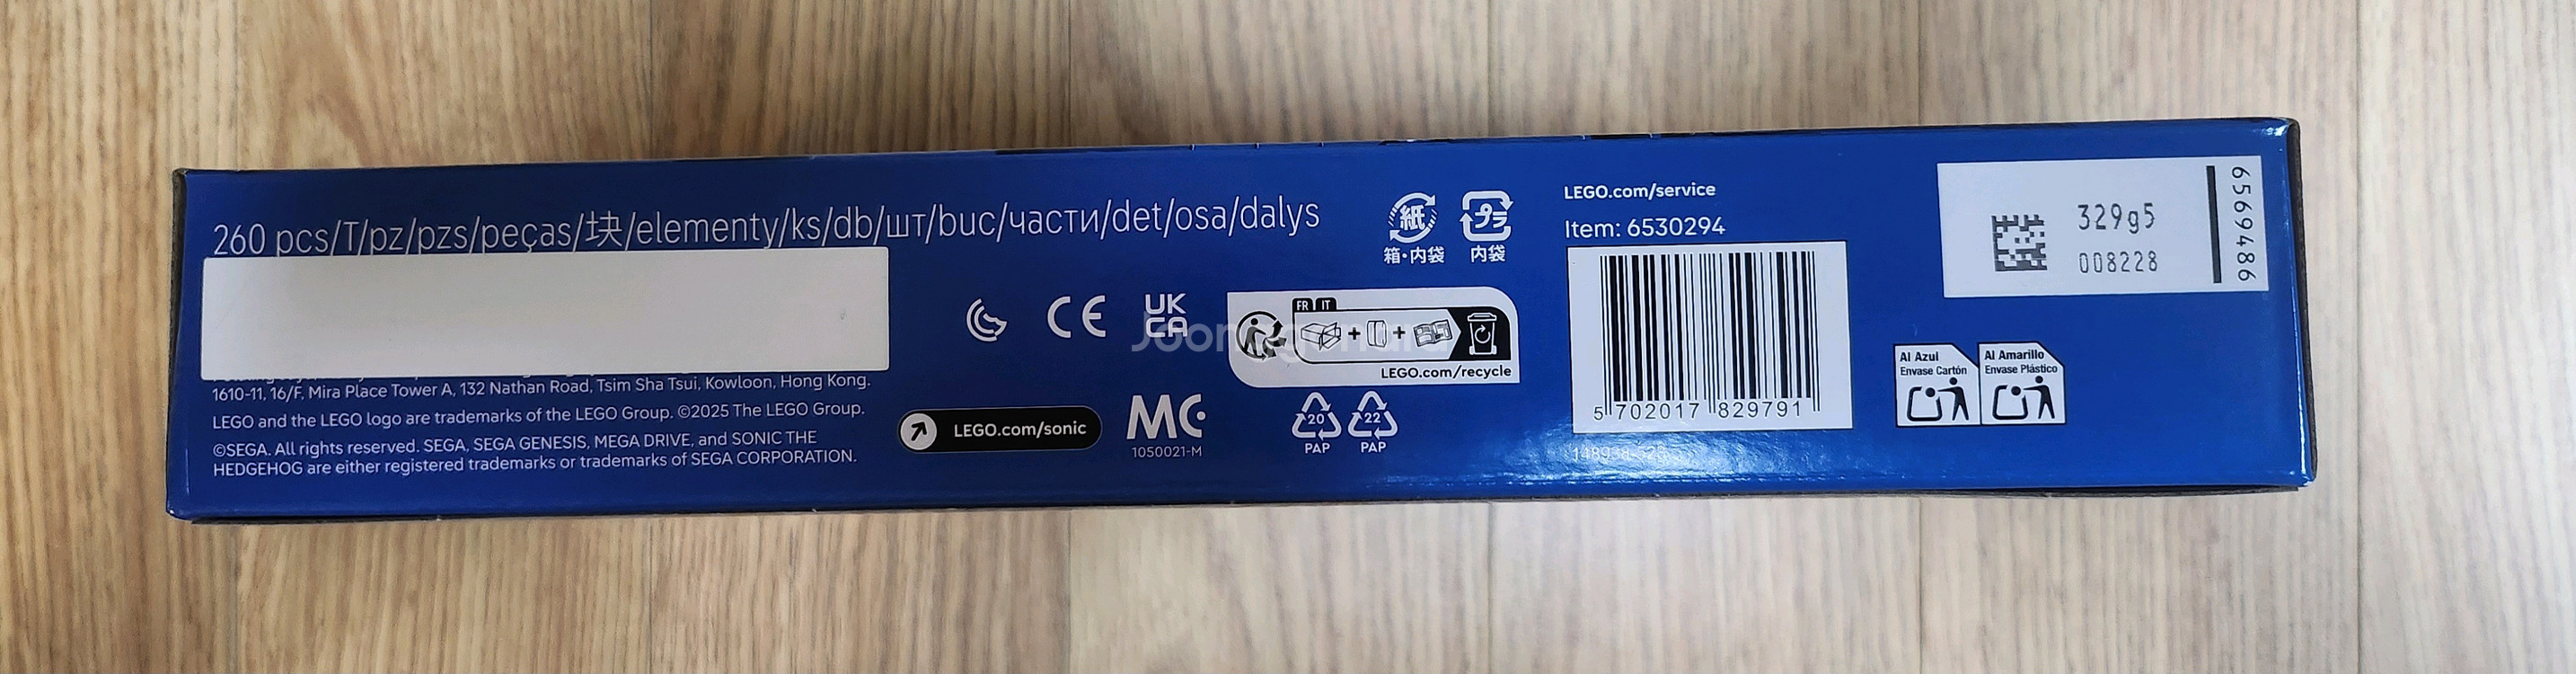 260 pcs/T/pz/pzs/peças/块/elementy/ks/db/шт/buc/части/det/osa/dalys
1610-11, 16/F, Mira Place Tower A, 132 Nathan Road, Tsim Sha Tsui, Kowloon, Hong Kong.
LEGO and the LEGO logo are trademarks of the LEGO Group. ©2025 The LEGO Group.
©SEGA. All rights reserved. SEGA, SEGA GENESIS, MEGA DRIVE, and SONIC THE
HEDGEHOG are either registered trademarks or trademarks of SEGA CORPORATION.
CE
UK
CA
LEGO.com/sonic
MC
1050021-M
紙
箱・内袋
プラ
内袋
FR IT
LEGO.com/recycle
20
PAP
22
PAP
LEGO.com/service
Item: 6530294
5 702017 829791
Al Azul
Envase Cartón
Al Amarillo
Envase Plástico
329g5
008228
6569486